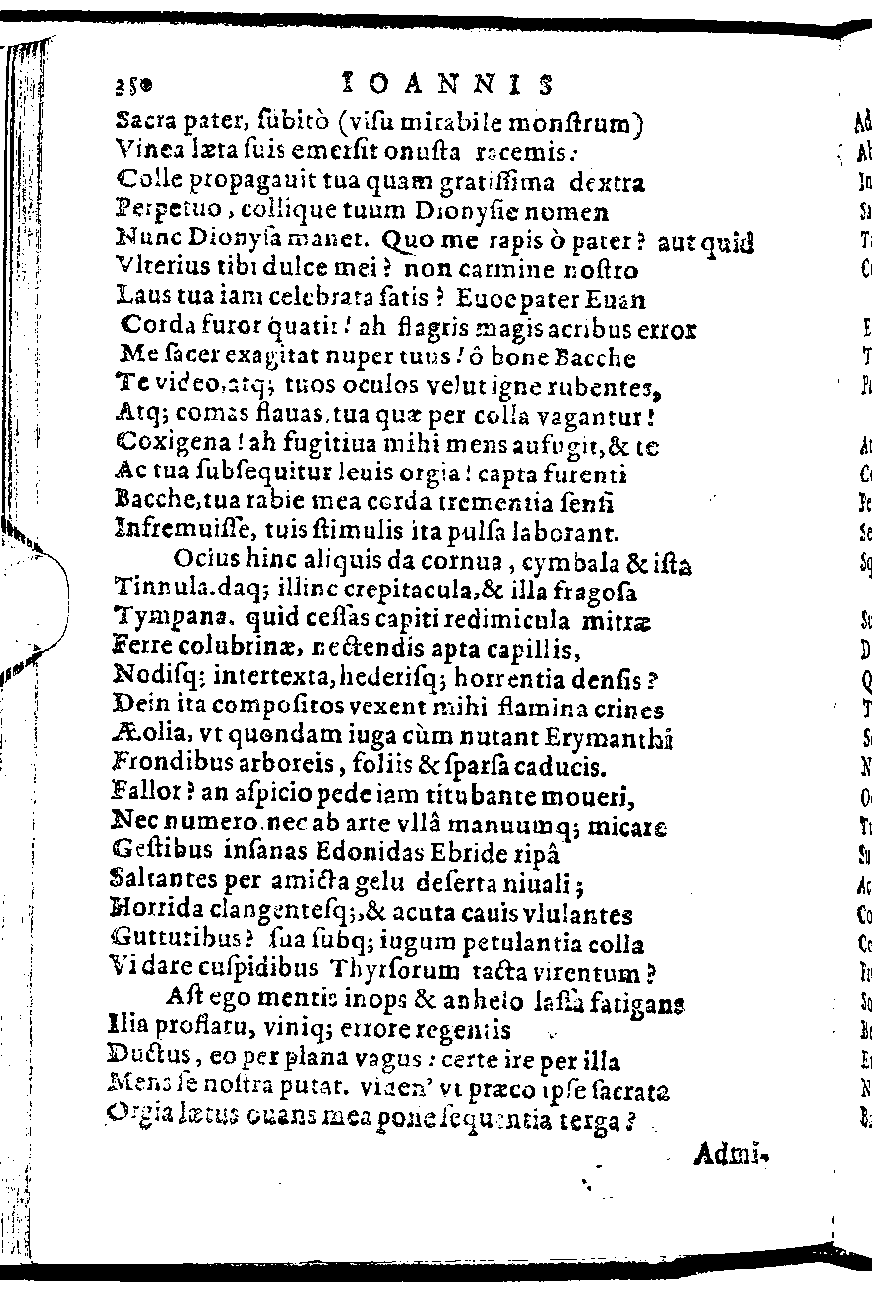 250 IOANNIS
Sacra pater, ſubitò (viſu mirabile monſtrum)
Vinea læta ſuis emerſit onuſta racemis:
Colle propagauit tua quam gratiſſima dextra
Perpetuo, collique tuum Dionyſie nomen
Nunc Dionyſa manet. Quo me rapis ò pater? aut quid
Vlterius tibi dulce mei? non carmine noſtro
Laus tua iam celebrata ſatis? Euoe pater Euan
Corda furor quatit! ah flagris magis acribus error
Me ſacer exagitat nuper tuus! ô bone Bacche
Te video, atq; tuos oculos velut igne rubentes,
Atq; comas flauas, tua quæ per colla vagantur!
Coxigena! ah fugitiua mihi mens aufugit, & te
Ac tua ſubſequitur leuis orgia! capta furenti
Bacche, tua rabie mea corda trementia ſenſi
Infremuiſſe, tuis ſtimulis ita pulſa laborant.
Ocius hinc aliquis da cornua, cymbala & iſta
Tinnula. daq; illinc crepitacula, & illa fragoſa
Tympana. quid ceſſas capiti redimicula mitræ
Ferre colubrinæ, nectendis apta capillis,
Nodiſq; intertexta, hederiſq; horrentia denſis?
Dein ita compoſitos vexent mihi flamina crines
Æolia, vt quondam iuga cùm nutant Erymanthi
Frondibus arboreis, foliis & ſparſa caducis.
Fallor? an aſpicio pede iam titubante moueri,
Nec numero. nec ab arte vllâ manuumq; micare
Geſtibus inſanas Edonidas Ebride ripâ
Saltantes per amicta gelu deſerta niuali;
Horrida clangenteſq;, & acuta cauis vlulantes
Gutturibus? ſua ſubq; iugum petulantia colla
Vi dare cuſpidibus Thyrſorum tacta virentum?
Aſt ego mentis inops & anhelo laſſa fatigans
Ilia proflatu, viniq; errore regentis
Ductus, eo per plana vagus: certe ire per illa
Mens ſe noſtra putat. viden' vt præco ipſe ſacrata
Orgia lætus ouans mea pone ſequentia terga?
Admi-